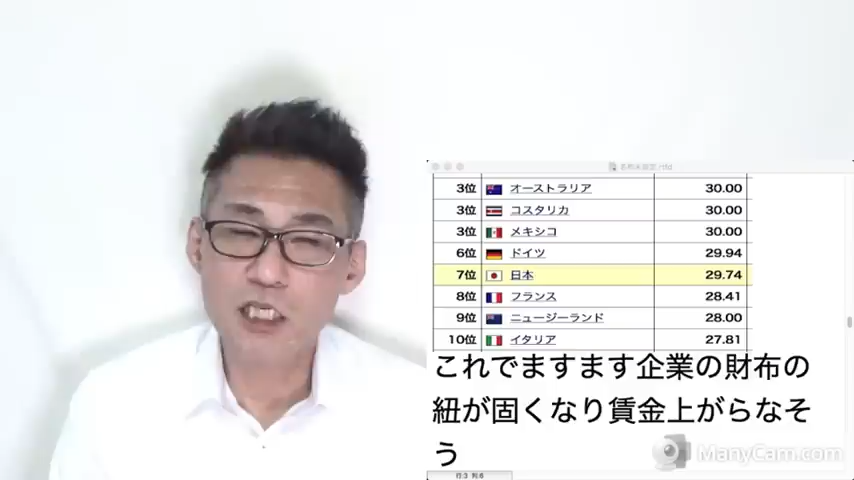 3位 オーストラリア 30.00
3位 コスタリカ 30.00
3位 メキシコ 30.00
6位 ドイツ 29.94
7位 日本 29.74
8位 フランス 28.41
9位 ニュージーランド 28.00
10位 イタリア 27.81
これでますます企業の財布の
紐が固くなり賃金上がらなそ
う
ManyCam.com